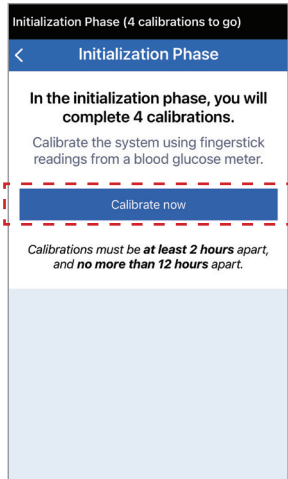 Initialization Phase (4 calibrations to go)
Initialization Phase
In the initialization phase, you will
complete 4 calibrations.
Calibrate the system using fingerstick
readings from a blood glucose meter.
Calibrate now
Calibrations must be at least 2 hours apart,
and no more than 12 hours apart.